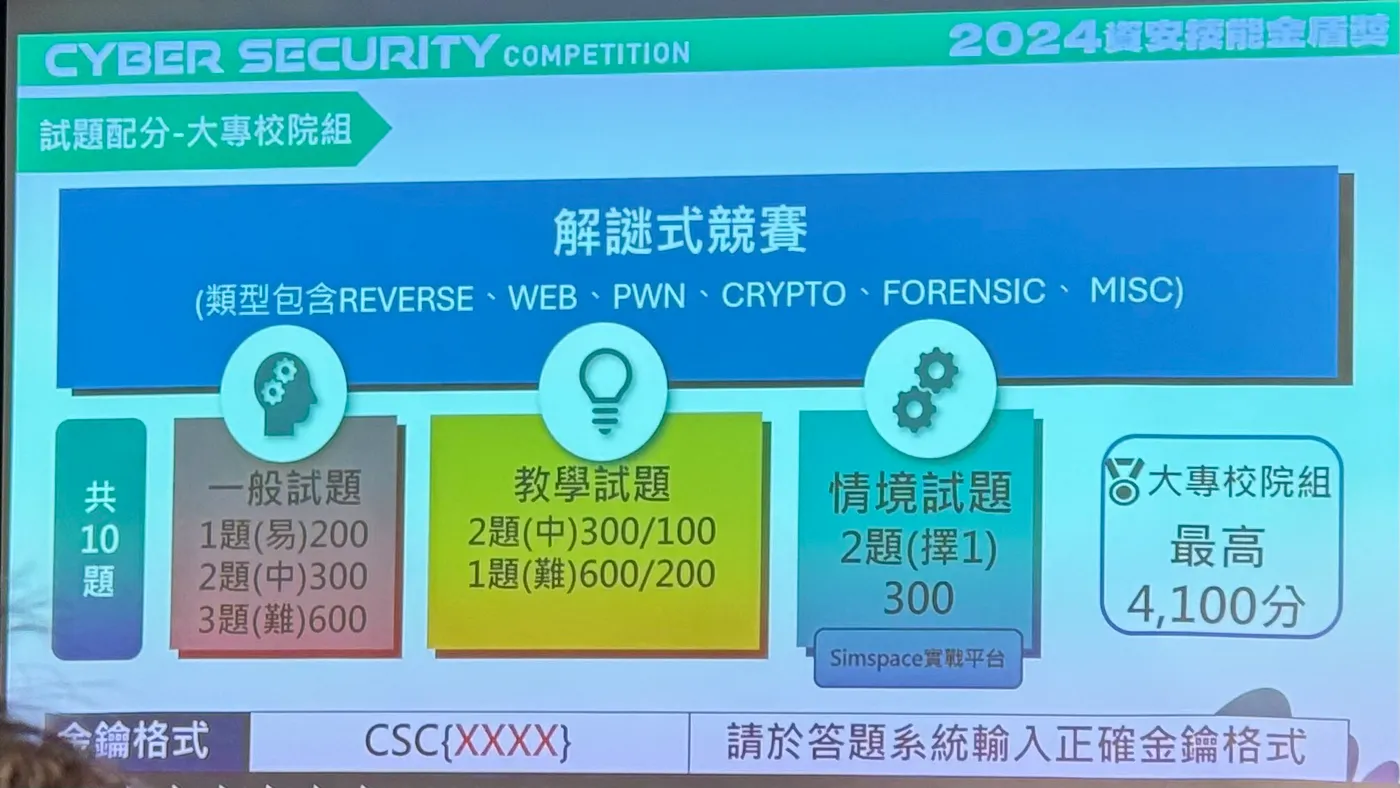 CYBER SECURITY COMPETITION
2024資安技能金盾獎
試題配分-大專校院組
解謎式競賽
(類型包含REVERSE、WEB、PWN、CRYPTO、FORENSIC、 MISC)
共
10
題
一般試題
1題(易)200
2題(中)300
3題(難)600
教學試題
2題(中)300/100
1題(難)600/200
情境試題
2題(擇1)
300
Simspace實戰平台
大專校院組
最高
4,100分
金鑰格式
CSC{XXXX}
請於答題系統輸入正確金鑰格式